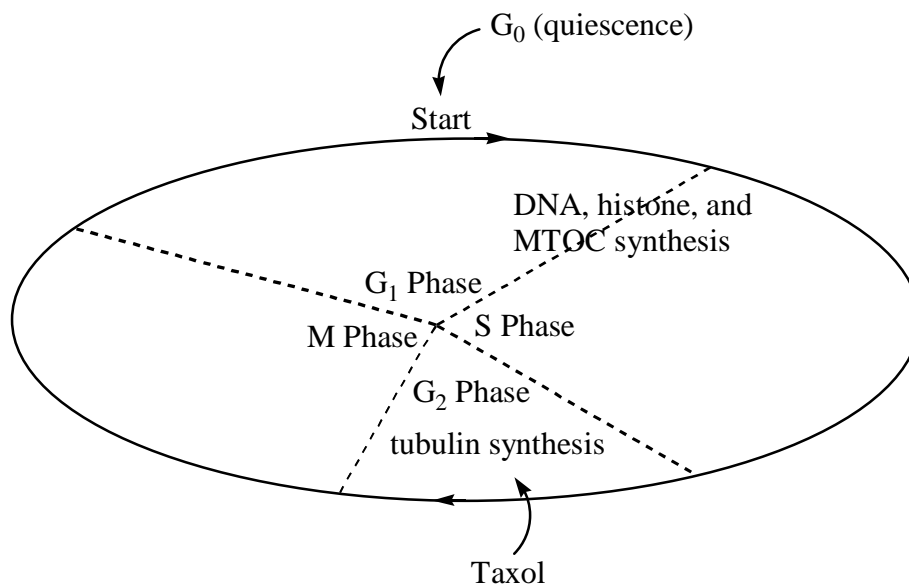 G₀ (quiescence)
Start
DNA, histone, and
MTOC synthesis
G₁ Phase
M Phase
S Phase
G₂ Phase
tubulin synthesis
Taxol